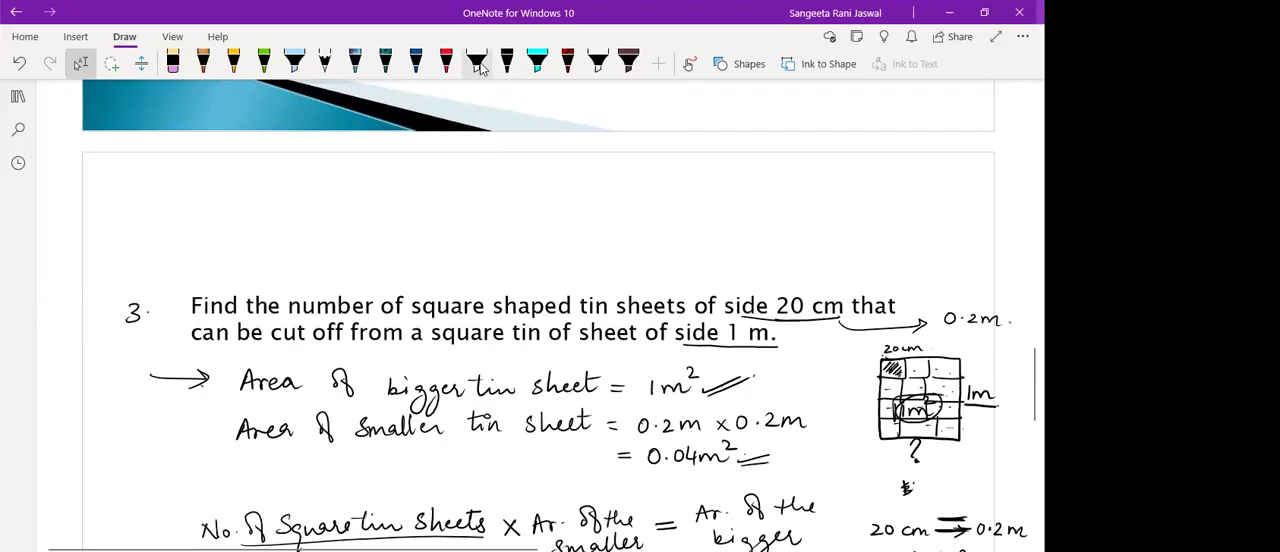 OneNote for Windows 10
Sangeeta Rani Jaswal
Home Insert Draw View Help
Share
Shapes
Ink to Shape
Ink to Text
3. Find the number of square shaped tin sheets of side 20 cm that
can be cut off from a square tin of sheet of side 1 m.
0.2m.
20cm
1m
1m²
?
Area of bigger tin sheet = 1m²
Area of smaller tin sheet = 0.2m × 0.2m
= 0.04m²
No. of Square tin sheets × Ar. of the smaller = Ar. of the bigger
20 cm → 0.2m